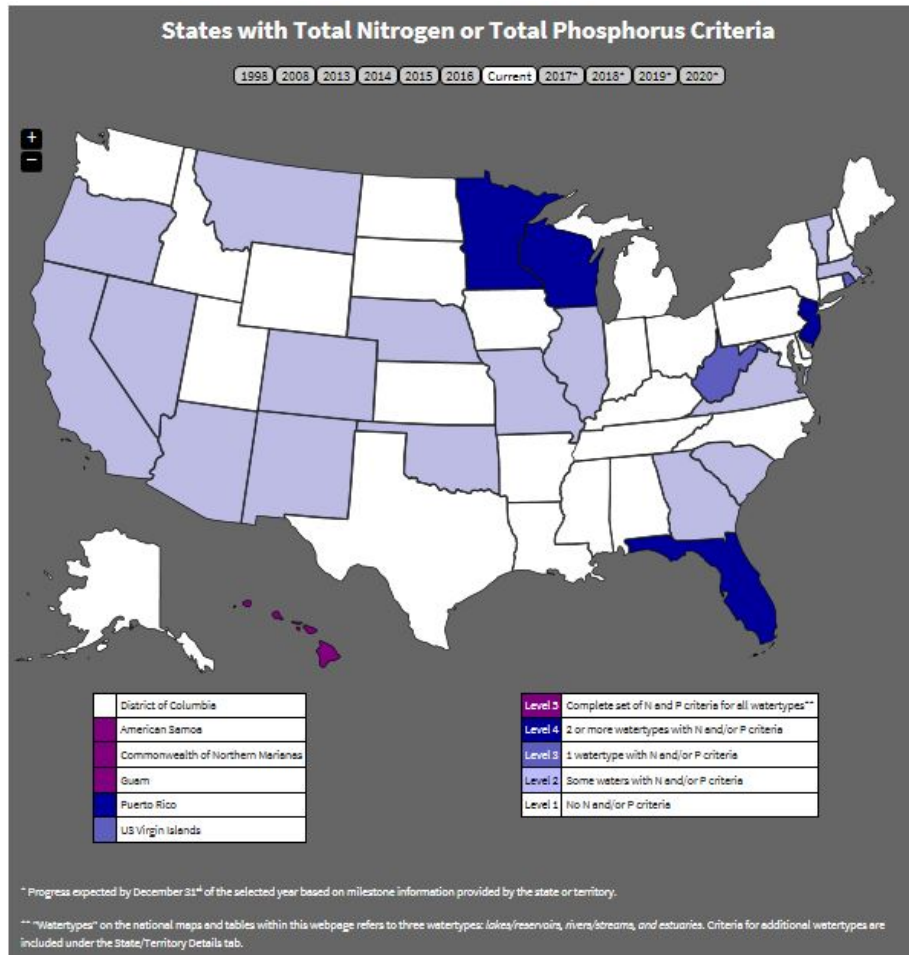 States with Total Nitrogen or Total Phosphorus Criteria
1998 2008 2013 2014 2015 2016 Current 2017* 2018* 2019* 2020*
+
−
District of Columbia
American Samoa
Commonwealth of Northern Marianas
Guam
Puerto Rico
US Virgin Islands
Level 5 Complete set of N and P criteria for all watertypes**
Level 4 2 or more watertypes with N and/or P criteria
Level 3 1 watertype with N and/or P criteria
Level 2 Some waters with N and/or P criteria
Level 1 No N and/or P criteria
* Progress expected by December 31st of the selected year based on milestone information provided by the state or territory.
** "Watertypes" on the national maps and tables within this webpage refers to three watertypes: lakes/reservoirs, rivers/streams, and estuaries. Criteria for additional watertypes are
included under the State/Territory Details tab.